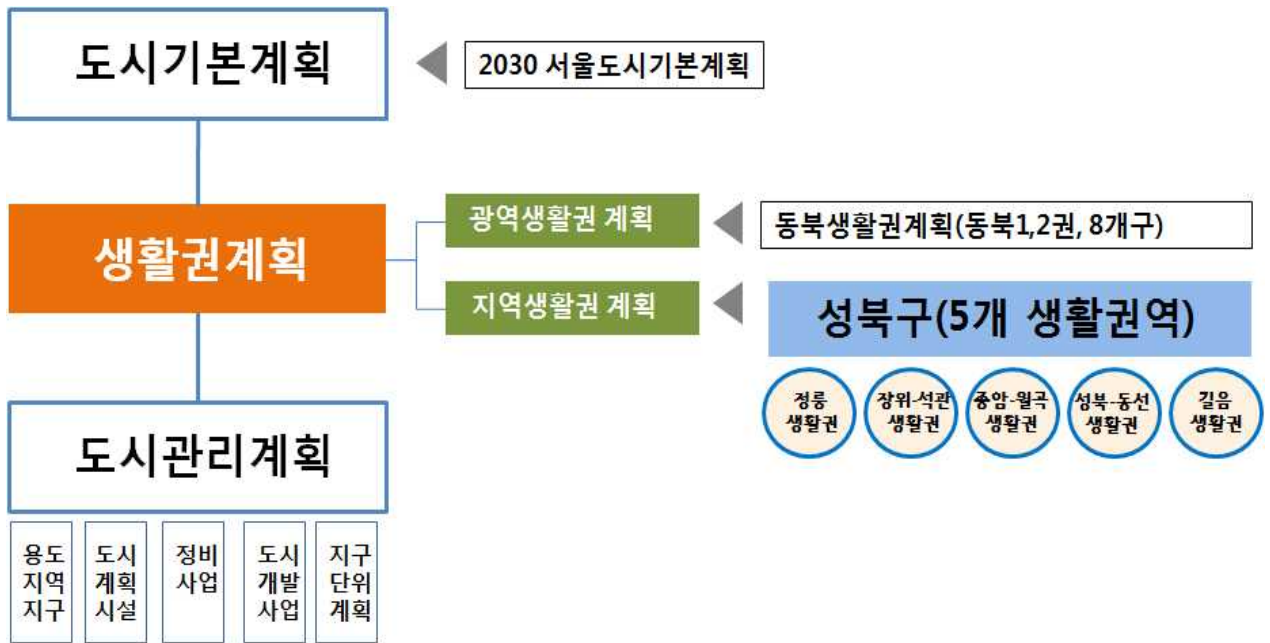 도시기본계획
2030 서울도시기본계획
생활권계획
광역생활권 계획
동북생활권계획(동북1,2권, 8개구)
지역생활권 계획
성북구(5개 생활권역)
정릉
생활권
장위-석관
생활권
종암-월곡
생활권
성북-동선
생활권
길음
생활권
도시관리계획
용도
지역
지구
도시
계획
시설
정비
사업
도시
개발
사업
지구
단위
계획